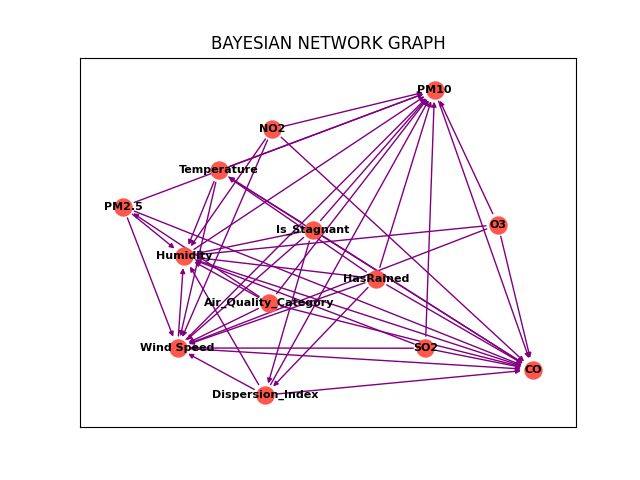 BAYESIAN NETWORK GRAPH
PM10
NO2
Temperature
PM2.5
O3
Is_Stagnant
Humidity
HasRained
Air_Quality_Category
Wind Speed
SO2
CO
Dispersion_Index